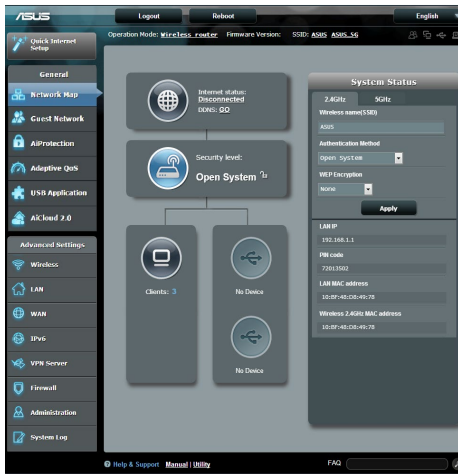 ASUS
Logout
Reboot
English
Quick Internet
Setup
Operation Mode: Wireless router Firmware Version: SSID: ASUS ASUS_5G
General
Network Map
Guest Network
AiProtection
Adaptive QoS
USB Application
AiCloud 2.0
Advanced Settings
Wireless
LAN
WAN
IPv6
VPN Server
Firewall
Administration
System Log
Internet status:
Disconnected
DDNS: GO
Security level:
Open System
Clients: 3
No Device
No Device
System Status
2.4GHz 5GHz
Wireless name(SSID)
ASUS
Authentication Method
Open System
WEP Encryption
None
Apply
LAN IP
192.168.1.1
PIN code
72013502
LAN MAC address
10:BF:48:D8:49:78
Wireless 2.4GHz MAC address
10:BF:48:D8:49:78
Help & Support Manual | Utility
FAQ